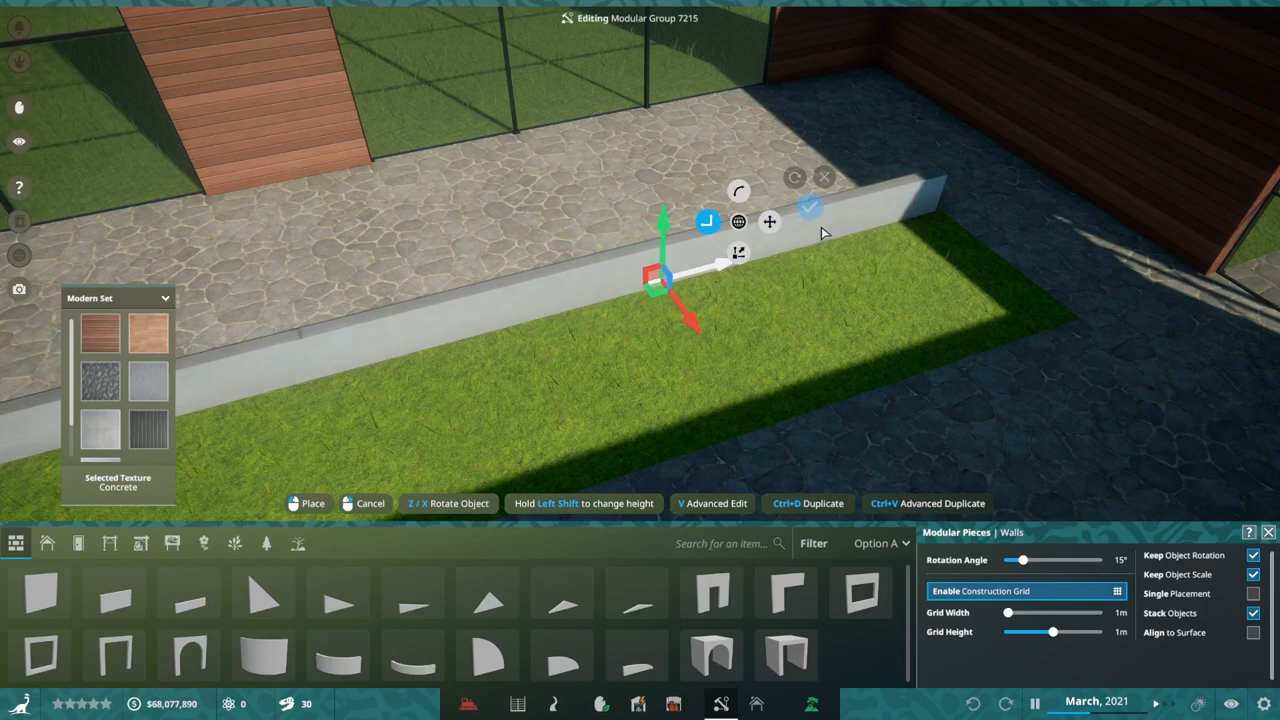 Editing Modular Group 7215
?
Modern Set
Selected Texture
Concrete
Place
Cancel
Z / X Rotate Object
Hold Left Shift to change height
V Advanced Edit
Ctrl+D Duplicate
Ctrl+V Advanced Duplicate
Search for an item...
Filter
Option A
Modular Pieces | Walls
?
Rotation Angle
15°
Enable Construction Grid
Grid Width
1m
Grid Height
1m
Keep Object Rotation
Keep Object Scale
Single Placement
Stack Objects
Align to Surface
$68,077,890
0
30
March, 2021